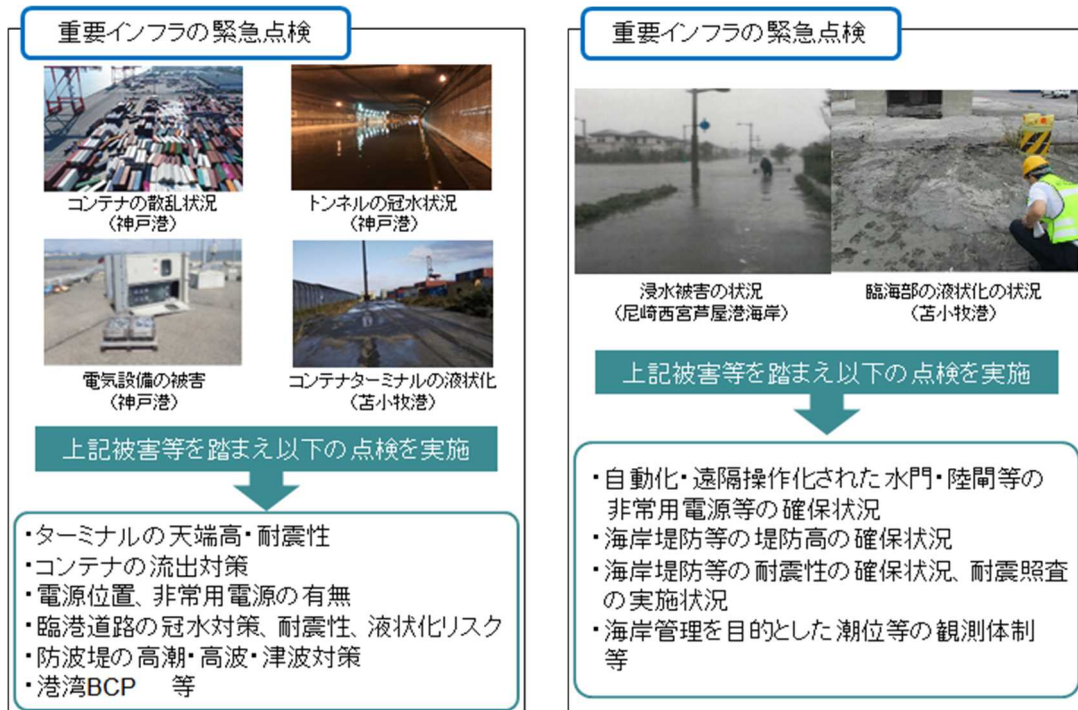 重要インフラの緊急点検
コンテナの散乱状況
（神戸港）
トンネルの冠水状況
（神戸港）
電気設備の被害
（神戸港）
コンテナターミナルの液状化
（苫小牧港）
上記被害等を踏まえ以下の点検を実施
・ターミナルの天端高・耐震性
・コンテナの流出対策
・電源位置、非常用電源の有無
・臨港道路の冠水対策、耐震性、液状化リスク
・防波堤の高潮・高波・津波対策
・港湾BCP　等
重要インフラの緊急点検
浸水被害の状況
（尼崎西宮芦屋港海岸）
臨海部の液状化の状況
（苫小牧港）
上記被害等を踏まえ以下の点検を実施
・自動化・遠隔操作化された水門・陸閘等の
非常用電源等の確保状況
・海岸堤防等の堤防高の確保状況
・海岸堤防等の耐震性の確保状況、耐震照査
の実施状況
・海岸管理を目的とした潮位等の観測体制
等